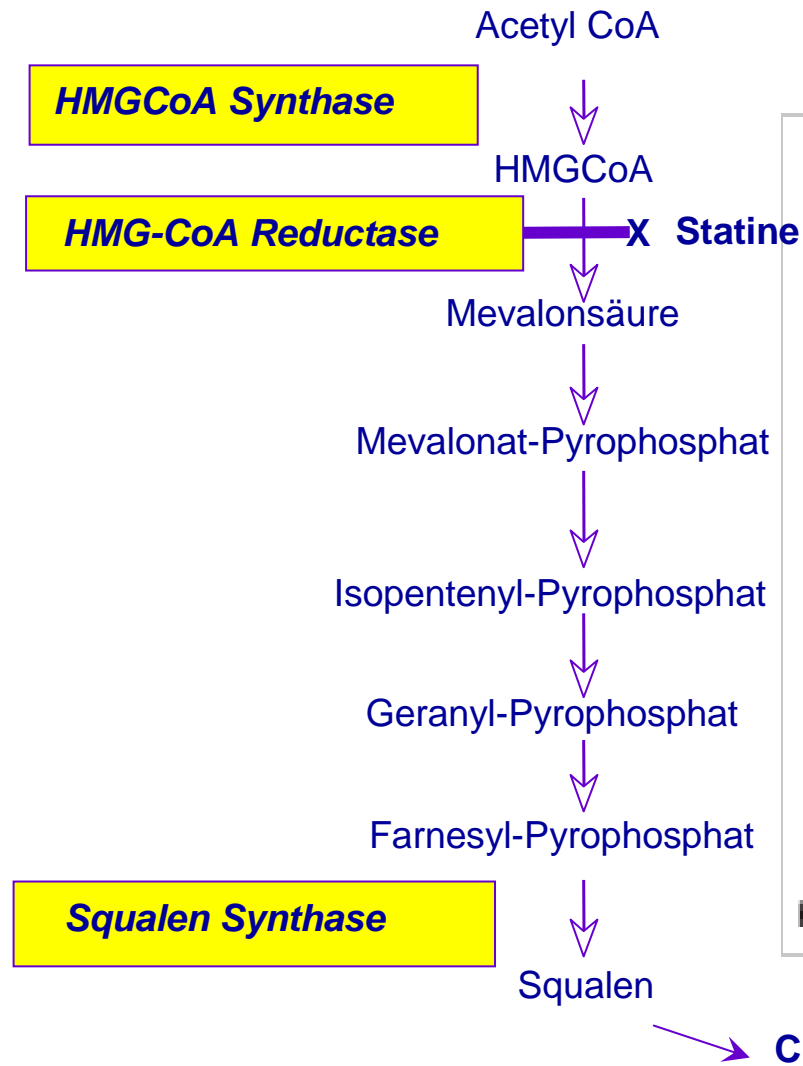 Acetyl CoA
HMGCoA Synthase
HMGCoA
HMG-CoA Reductase
X Statine
Mevalonsäure
Mevalonat-Pyrophosphat
Isopentenyl-Pyrophosphat
Geranyl-Pyrophosphat
Farnesyl-Pyrophosphat
Squalen Synthase
Squalen
C